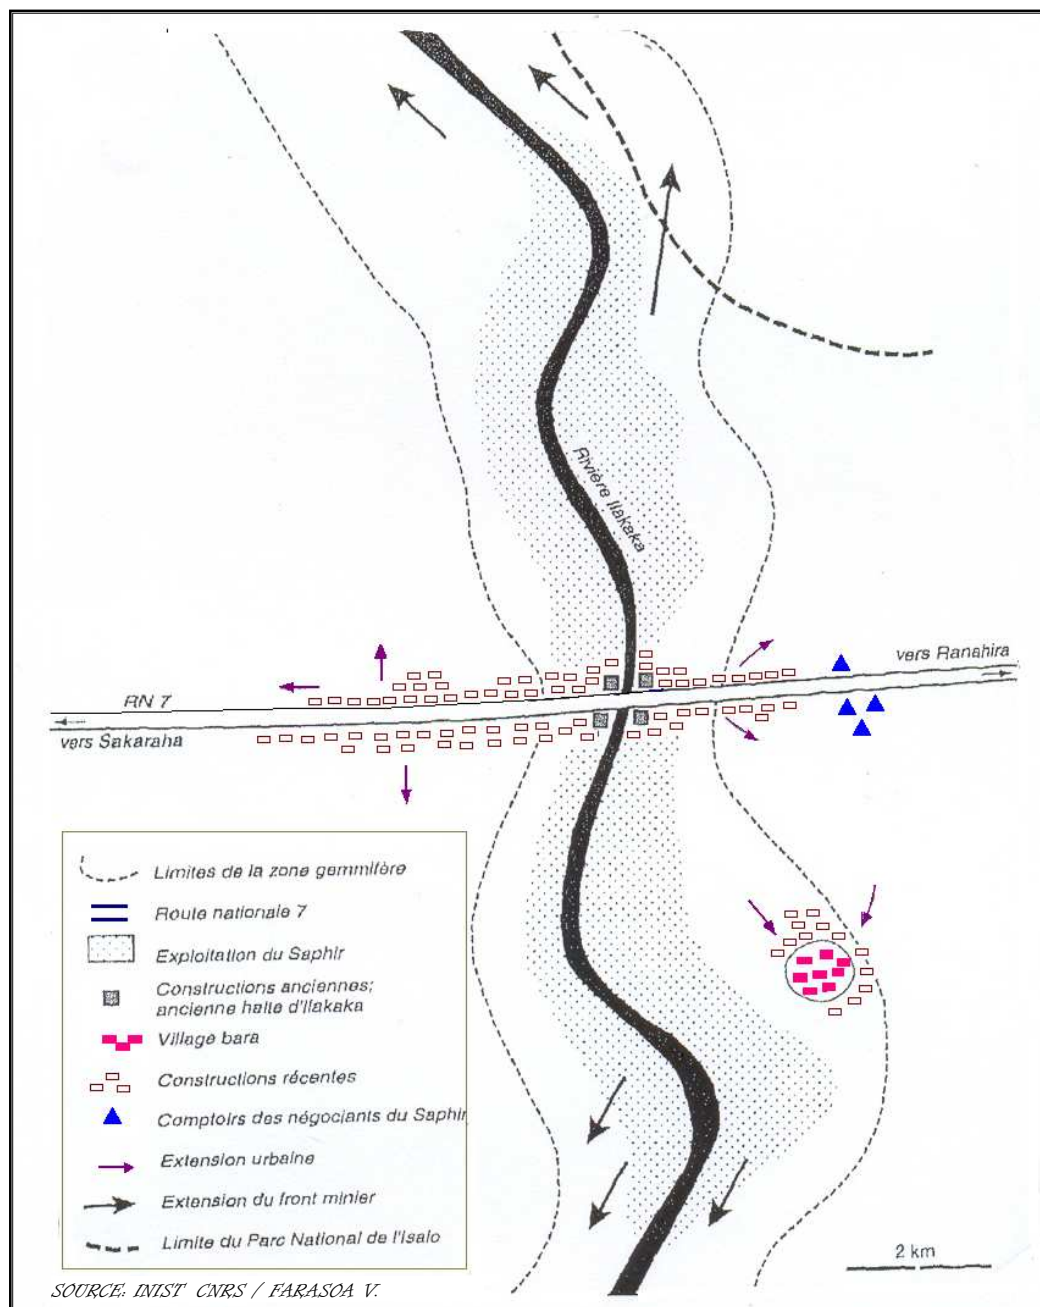 Rivière Ilakaka
vers Ranahira
RN 7
vers Sakaraha
Limites de la zone gemmifère
Route nationale 7
Exploitation du Saphir
Constructions anciennes;
ancienne halte d'Ilakaka
Village bara
Constructions récentes
Comptoirs des négociants du Saphir
Extension urbaine
Extension du front minier
Limite du Parc National de l'Isalo
2 km
SOURCE: INIST CNRS / FARASOA V.